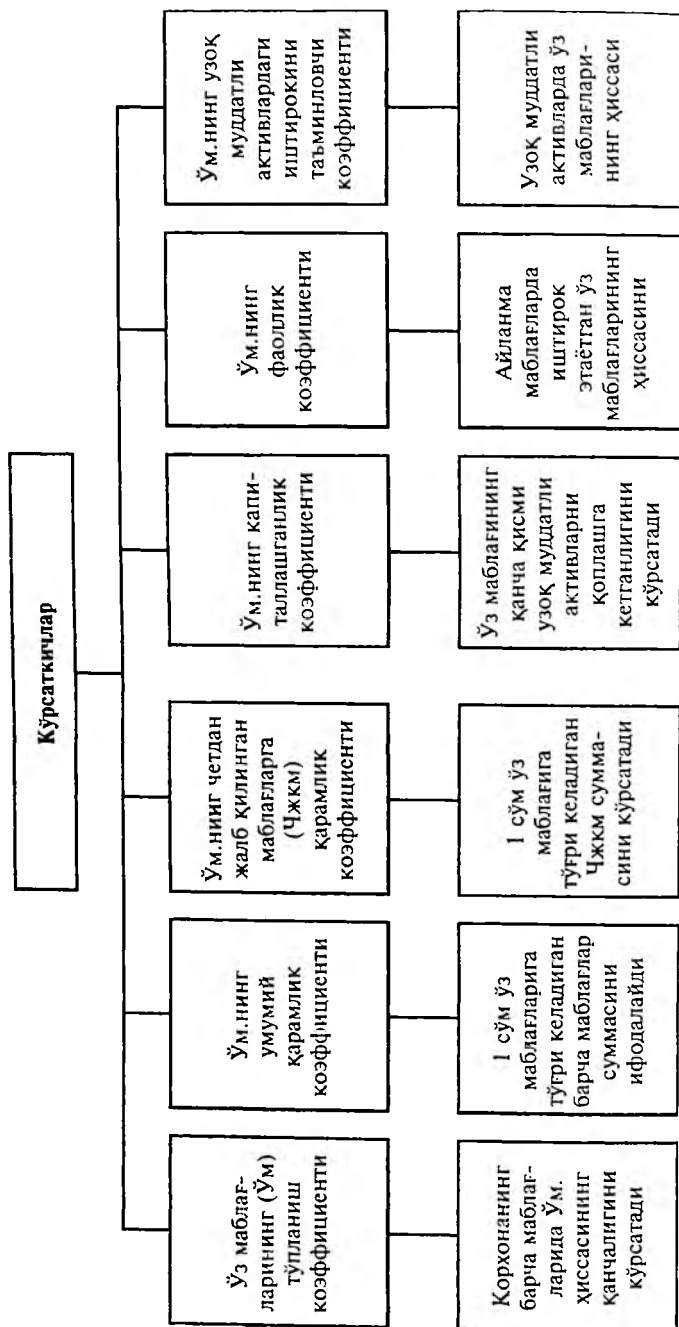 Кўрсаткичлар
Ўз маблағ-
ларининг (Ўм)
тўпланиш
коэффициенти
Ўм.нинг
умумий
қарамлик
коэффициенти
Ўм.нинг четдан
жалб қилинган
маблағларга
(Чжкм)
қарамлик
коэффициенти
Ўм.нинг капи-
таллашганлик
коэффициенти
Ўм.нинг
фаоллик
коэффициенти
Ўм.нинг узоқ
муддатли
активлардаги
иштирокини
таъминловчи
коэффициенти
Корхонанинг
барча маблағ-
ларида Ўм.
ҳиссасининг
қанчалигини
кўрсатади
1 сўм ўз
маблағларига
тўғри келадиган
барча маблағлар
суммасини
ифодалайди
1 сўм ўз
маблағига
тўғри келадиган
Чжкм сумма-
сини кўрсатади
Ўз маблағининг
қанча қисми
узоқ муддатли
активларни
қоплашга
кетганлигини
кўрсатади
Айланма
маблағларда
иштирок
этаётган ўз
маблағларининг
ҳиссасини
Узоқ муддатли
активларда ўз
маблағлари-
нинг ҳиссаси